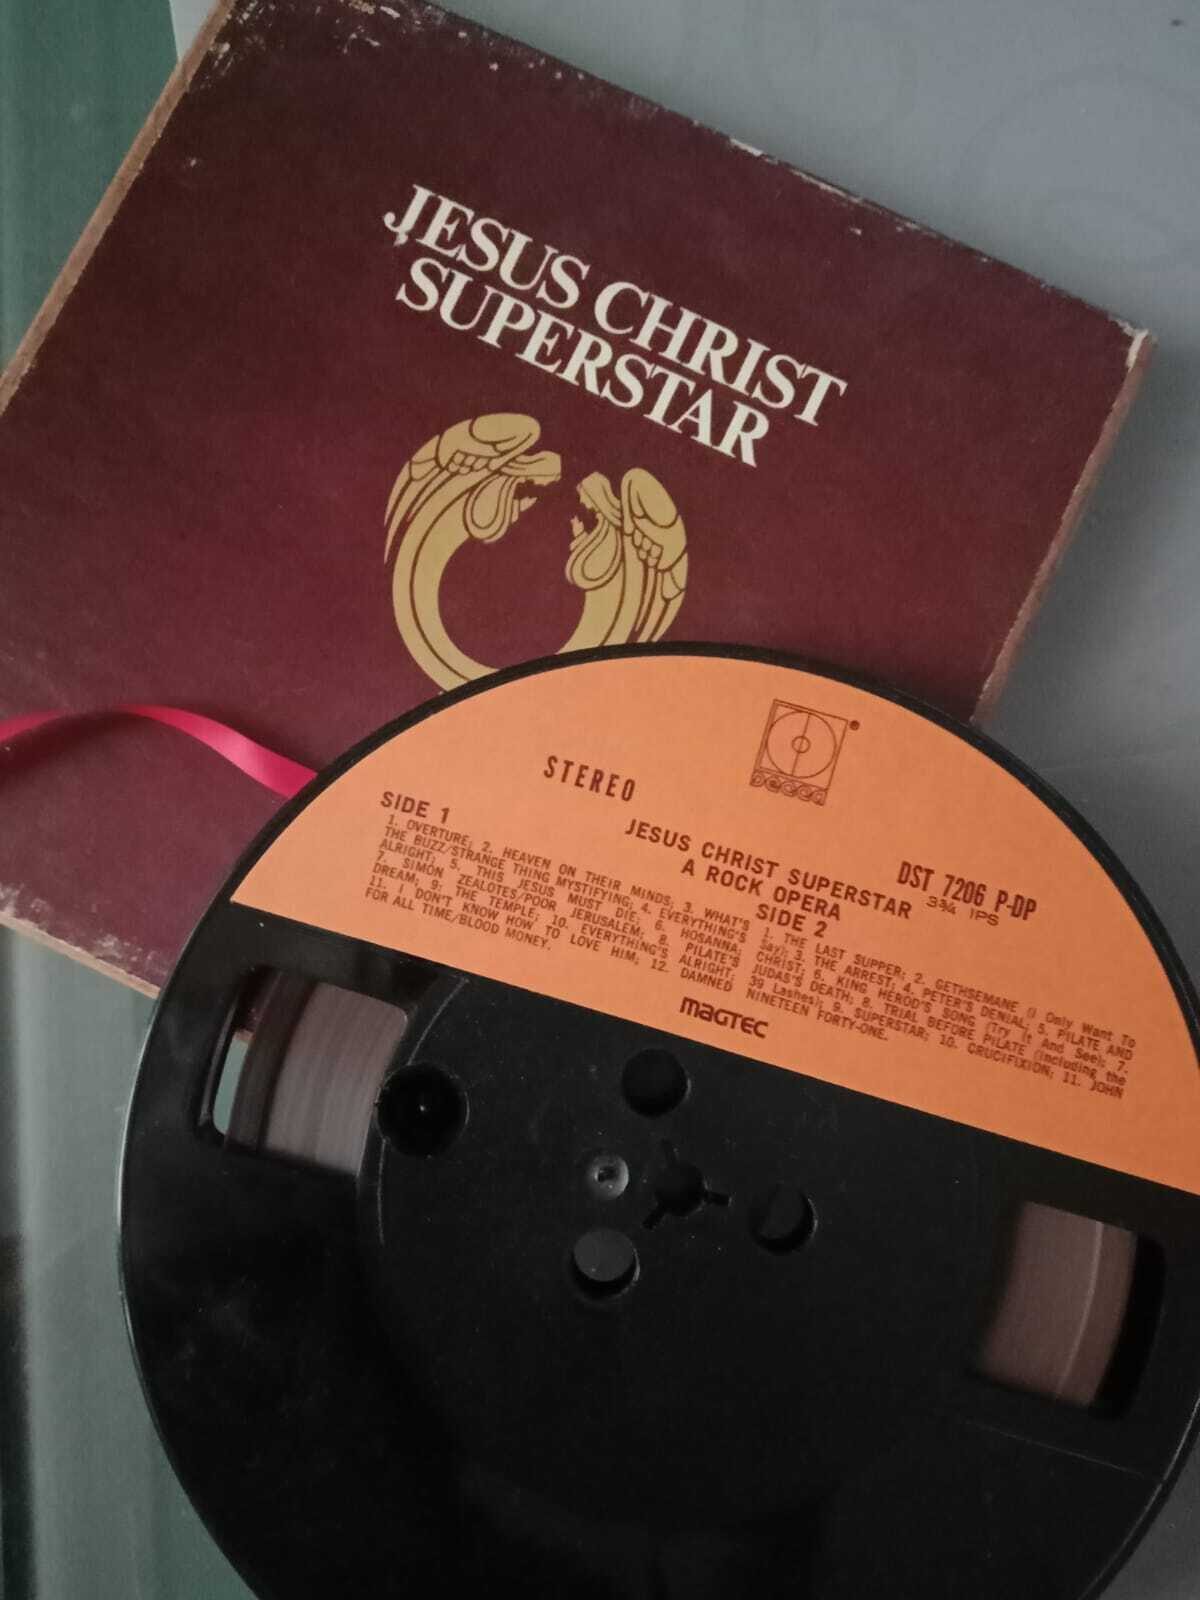 7206
JESUS CHRIST
SUPERSTAR
decca
®
STEREO
JESUS CHRIST SUPERSTAR
A ROCK OPERA
DST 7206 P-DP
3¾ IPS
SIDE 1
1. OVERTURE; 2. HEAVEN ON THEIR MINDS; 3. WHAT'S
THE BUZZ/STRANGE THING MYSTIFYING; 4. EVERYTHING'S
ALRIGHT; 5. THIS JESUS MUST DIE; 6. HOSANNA;
7. SIMON ZEALOTES/POOR JERUSALEM; 8. PILATE'S
DREAM; 9. THE TEMPLE; 10. EVERYTHING'S ALRIGHT;
11. I DON'T KNOW HOW TO LOVE HIM; 12. DAMNED
FOR ALL TIME/BLOOD MONEY.
SIDE 2
1. THE LAST SUPPER; 2. GETHSEMANE (I Only Want To
Say); 3. THE ARREST; 4. PETER'S DENIAL; 5. PILATE AND
CHRIST; 6. KING HEROD'S SONG (Try It And See); 7.
JUDAS'S DEATH; 8. TRIAL BEFORE PILATE (Including the
39 Lashes); 9. SUPERSTAR; 10. CRUCIFIXION; 11. JOHN
NINETEEN FORTY-ONE.
MAGTEC